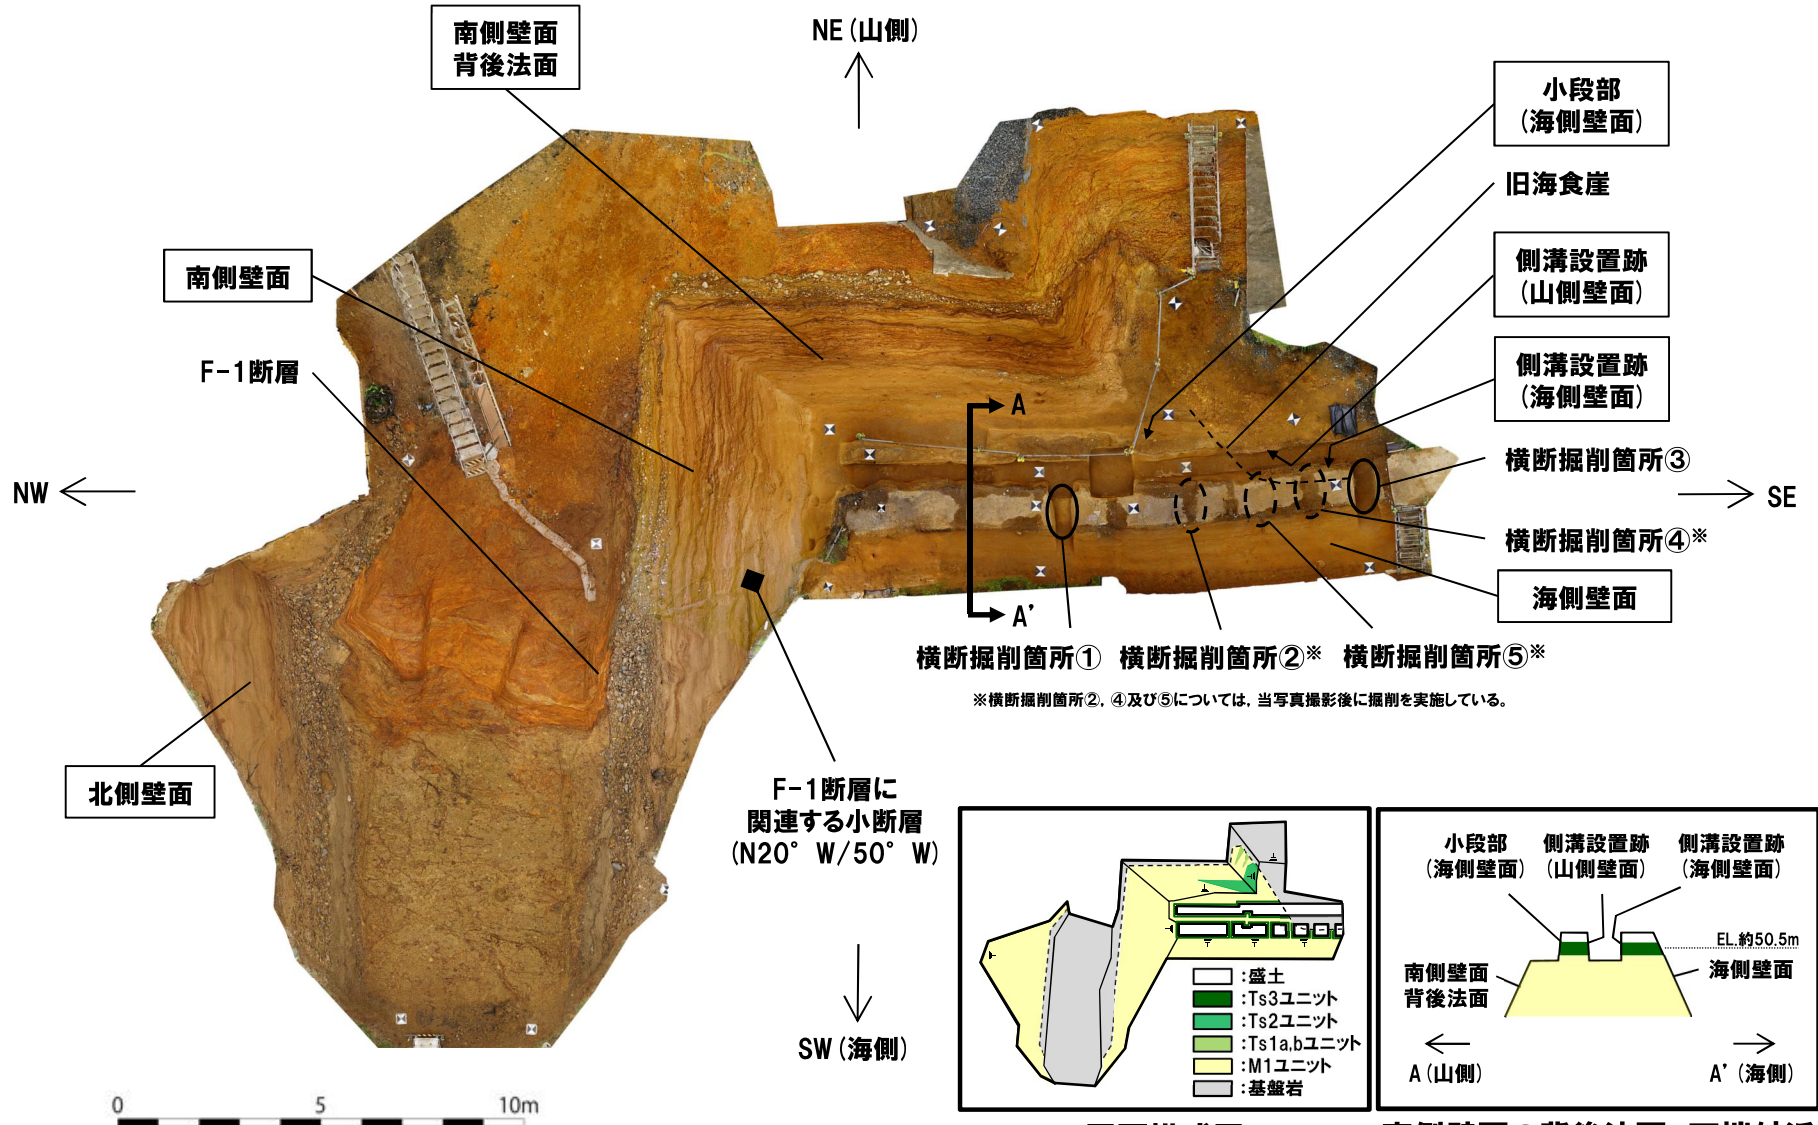 南側壁面
背後法面
NE(山側)
小段部
(海側壁面)
旧海食崖
側溝設置跡
(山側壁面)
南側壁面
側溝設置跡
(海側壁面)
F-1断層
A
横断掘削箇所③
NW
SE
横断掘削箇所④※
海側壁面
A'
横断掘削箇所① 横断掘削箇所②※ 横断掘削箇所⑤※
※横断掘削箇所②,④及び⑤については,当写真撮影後に掘削を実施している。
北側壁面
F-1断層に
関連する小断層
(N20°W/50°W)
SW(海側)
0 5 10m
:盛土
:Ts3ユニット
:Ts2ユニット
:Ts1a,bユニット
:M1ユニット
:基盤岩
小段部
(海側壁面)
側溝設置跡
(山側壁面)
側溝設置跡
(海側壁面)
EL.約50.5m
南側壁面
背後法面
海側壁面
A(山側)
A'(海側)